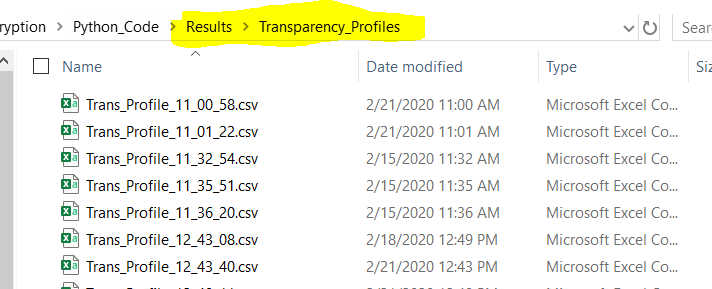 ryption > Python_Code > Results > Transparency_Profiles Sear
Name Date modified Type Siz
Trans_Profile_11_00_58.csv 2/21/2020 11:00 AM Microsoft Excel Co...
Trans_Profile_11_01_22.csv 2/21/2020 11:01 AM Microsoft Excel Co...
Trans_Profile_11_32_54.csv 2/15/2020 11:32 AM Microsoft Excel Co...
Trans_Profile_11_35_51.csv 2/15/2020 11:35 AM Microsoft Excel Co...
Trans_Profile_11_36_20.csv 2/15/2020 11:36 AM Microsoft Excel Co...
Trans_Profile_12_43_08.csv 2/18/2020 12:49 PM Microsoft Excel Co...
Trans_Profile_12_43_40.csv 2/21/2020 12:43 PM Microsoft Excel Co...